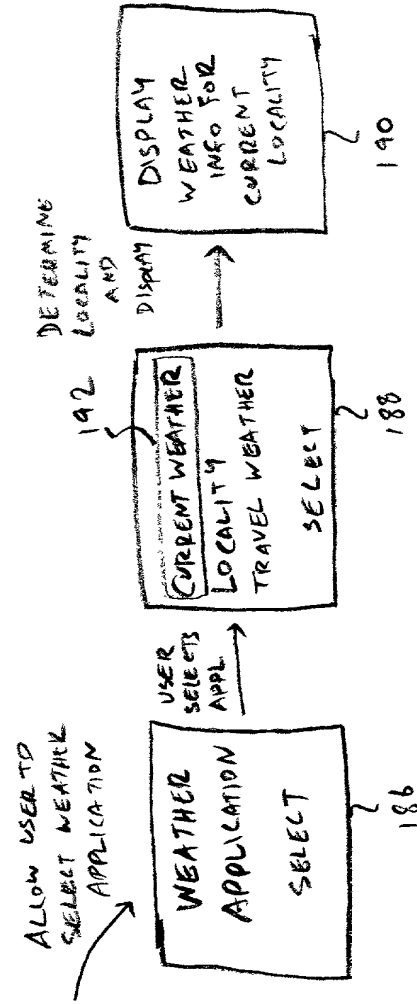 ALLOW USER TO
SELECT WEATHER
APPLICATION
WEATHER
APPLICATION
SELECT
186
USER
SELECTS
APPL.
192
CURRENT WEATHER
LOCALITY
TRAVEL WEATHER
SELECT
188
DETERMINE
LOCALITY
AND
DISPLAY
DISPLAY
WEATHER
INFO FOR
CURRENT
LOCALITY
190